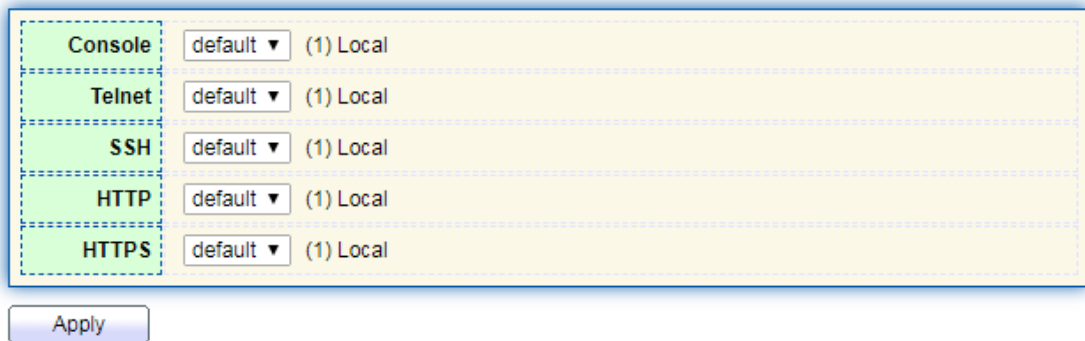 Console default ▼ (1) Local
Telnet default ▼ (1) Local
SSH default ▼ (1) Local
HTTP default ▼ (1) Local
HTTPS default ▼ (1) Local
Apply